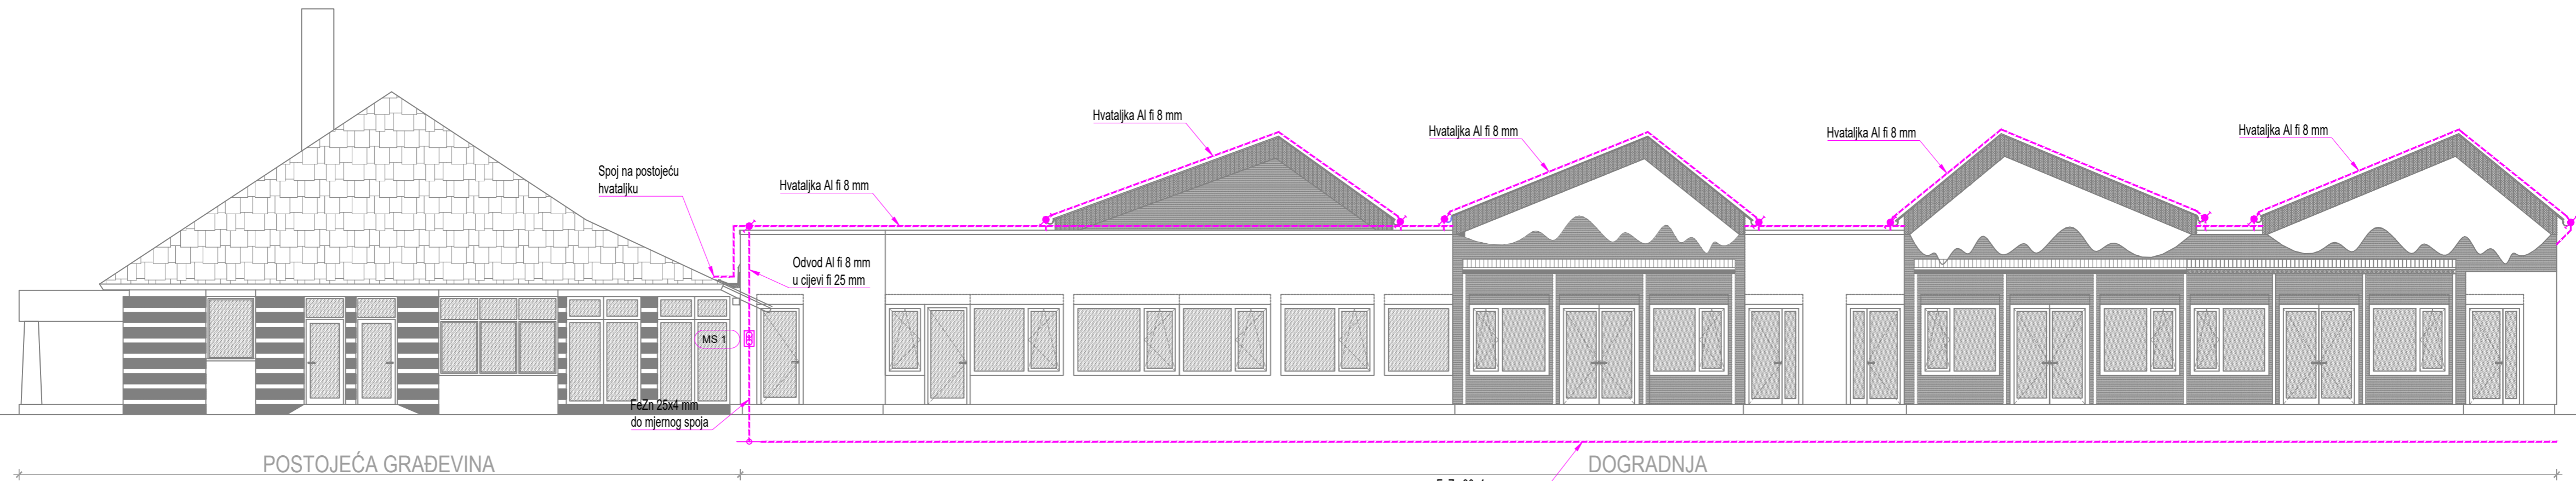 Hvataljka Al fi 8 mm
Hvataljka Al fi 8 mm
Hvataljka Al fi 8 mm
Hvataljka Al fi 8 mm
Spoj na postojeću
hvataljku
Hvataljka Al fi 8 mm
Odvod Al fi 8 mm
u cijevi fi 25 mm
MS 1
FeZn 25x4 mm
do mjernog spoja
POSTOJEĆA GRAĐEVINA
DOGRADNJA